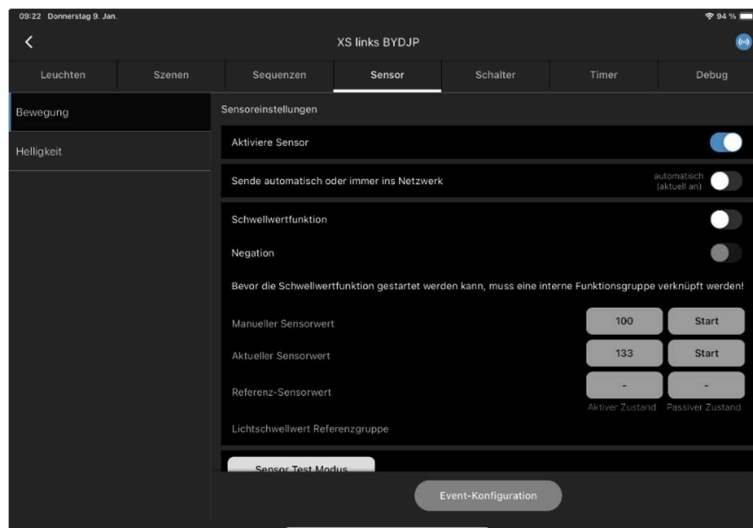 09:22 Donnerstag 9. Jan.
94 %
XS links BYDJP
Leuchten Szenen Sequenzen Sensor Schalter Timer Debug
Bewegung
Helligkeit
Sensoreinstellungen
Aktiviere Sensor
Sende automatisch oder immer ins Netzwerk
automatisch
(aktuell an)
Schwellwertfunktion
Negation
Bevor die Schwellwertfunktion gestartet werden kann, muss eine interne Funktionsgruppe verknüpft werden!
Manueller Sensorwert 100 Start
Aktueller Sensorwert 133 Start
Referenz-Sensorwert - -
Aktiver Zustand Passiver Zustand
Lichtschwellwert Referenzgruppe
Sensor Test Modus
Event-Konfiguration